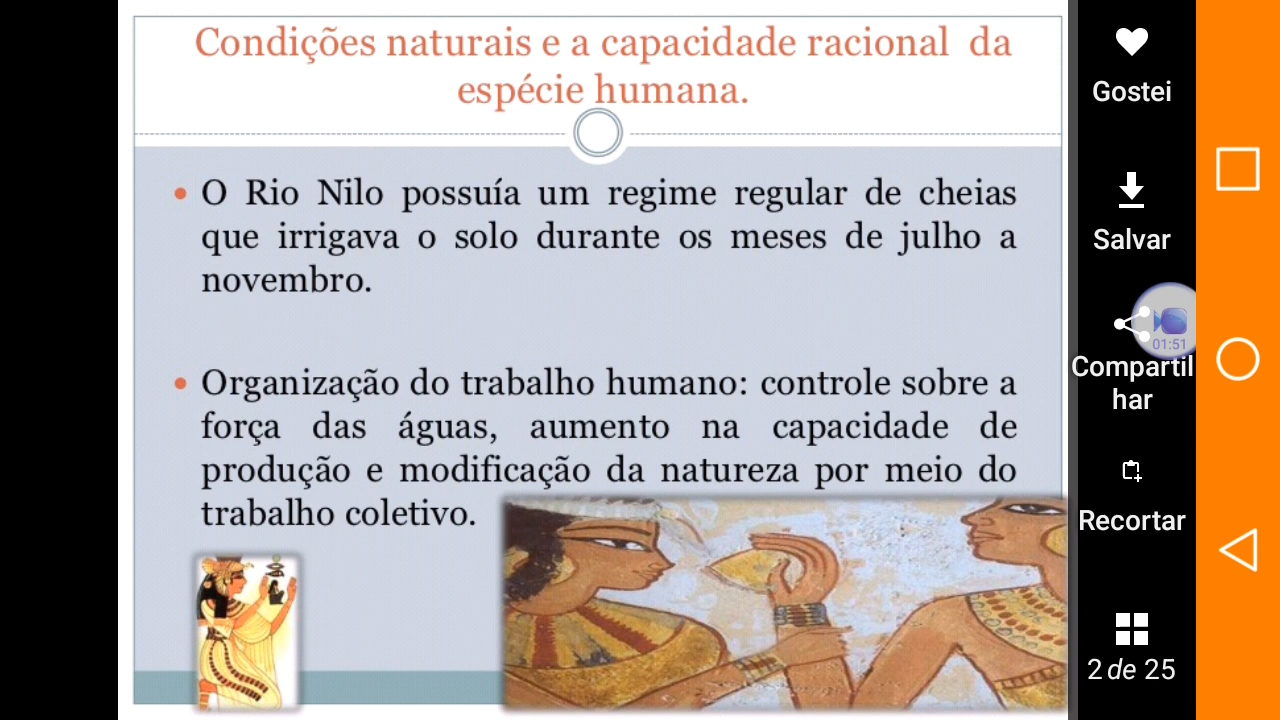 Condições naturais e a capacidade racional da
espécie humana.
• O Rio Nilo possuía um regime regular de cheias
que irrigava o solo durante os meses de julho a
novembro.
• Organização do trabalho humano: controle sobre a
força das águas, aumento na capacidade de
produção e modificação da natureza por meio do
trabalho coletivo.
Gostei
Salvar
01:51
Compartil
har
Recortar
2 de 25